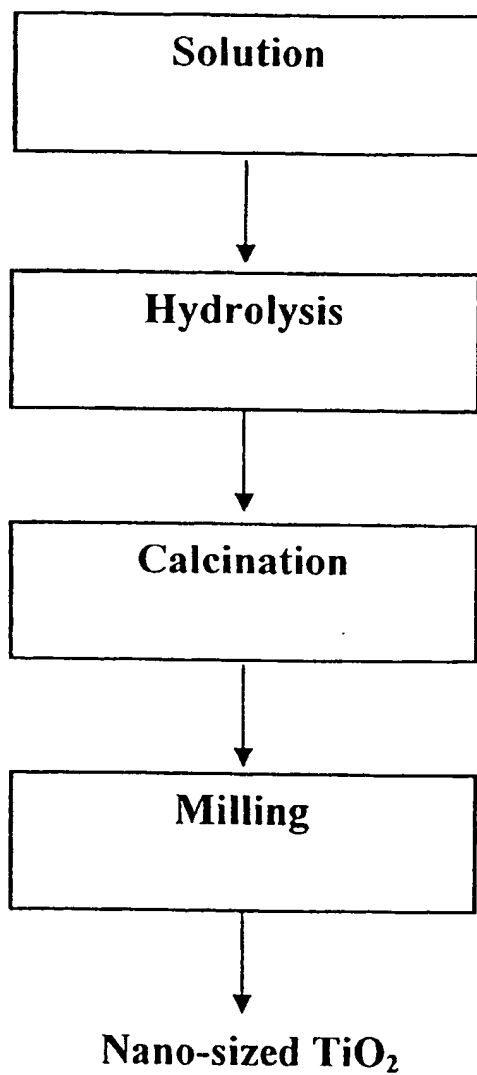 Solution
Hydrolysis
Calcination
Milling
Nano-sized TiO₂